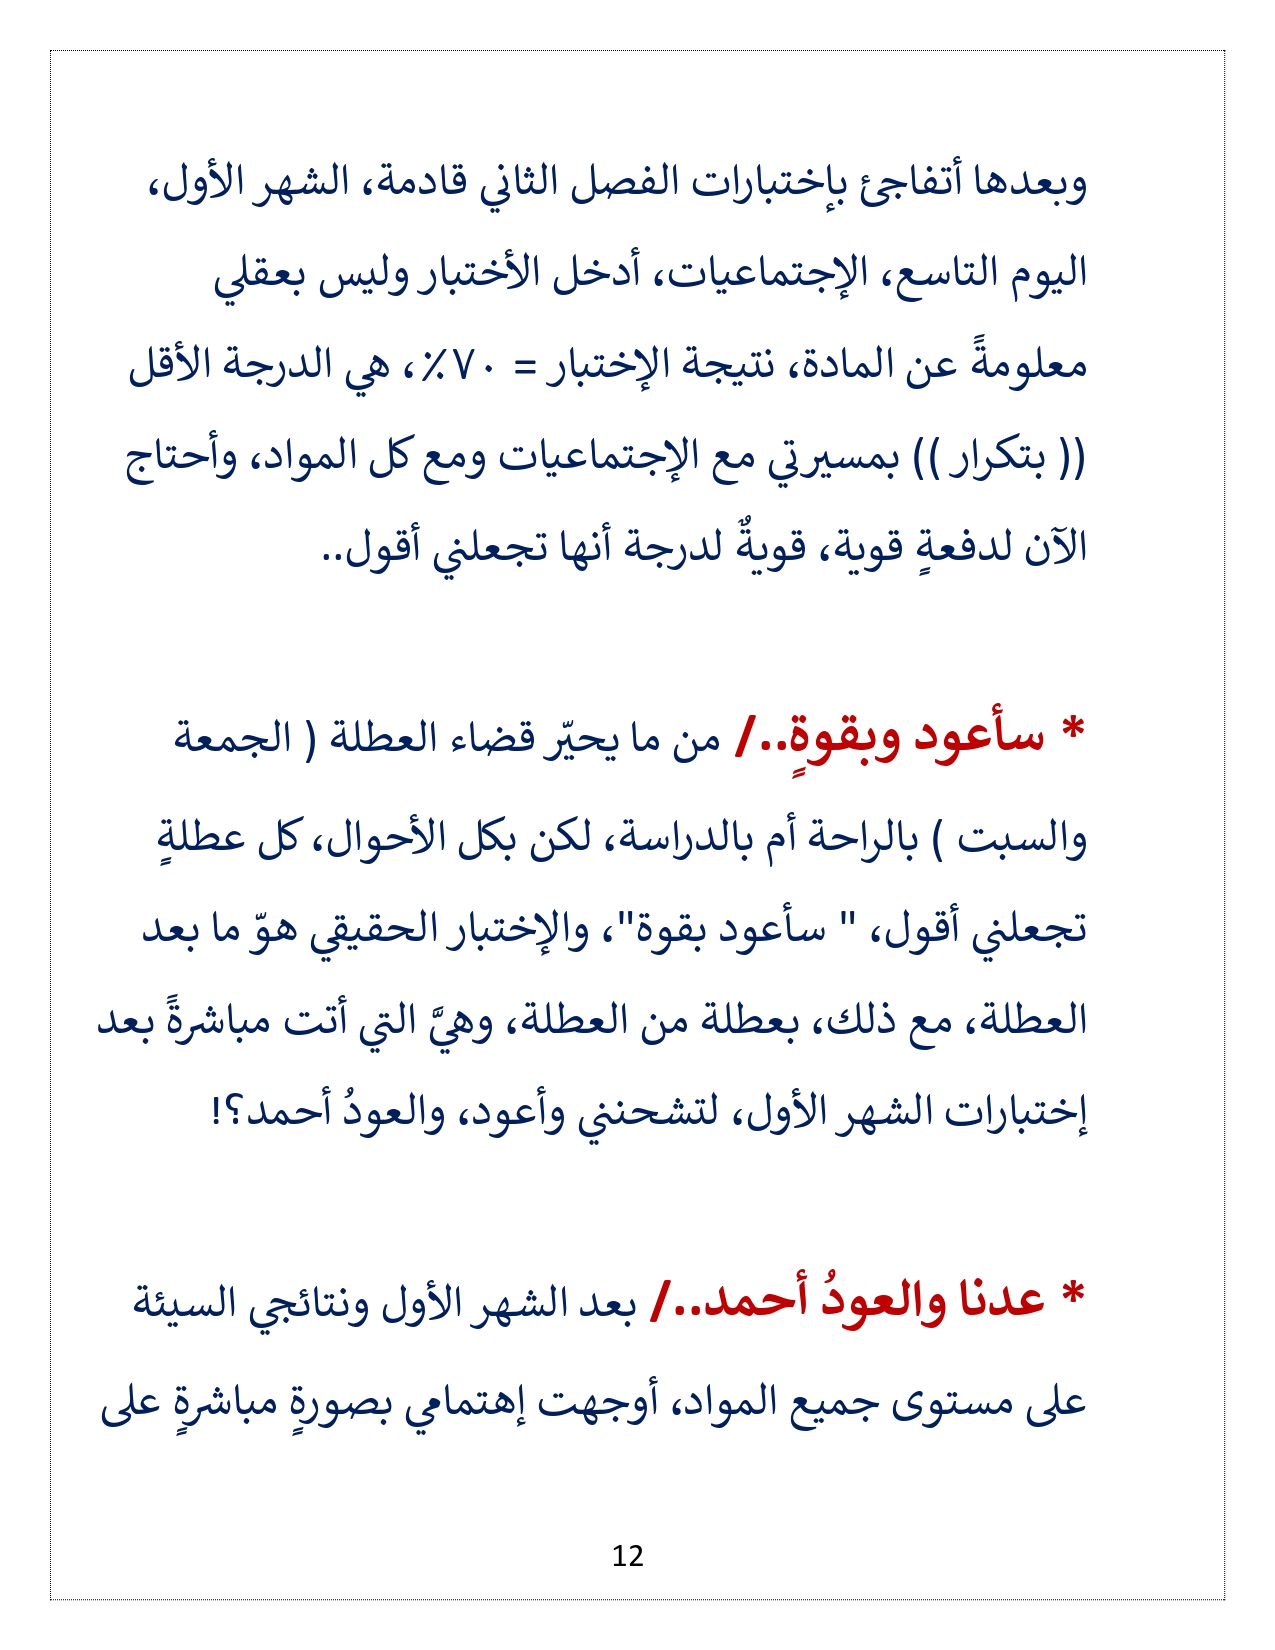 وبعدها أتفاجئ بإختبارات الفصل الثاني قادمة، الشهر الأول،
اليوم التاسع، الإجتماعيات، أدخل الأختبار وليس بعقلي
معلومةً عن المادة، نتيجة الإختبار = ٧٠٪، هي الدرجة الأقل
(( بتكرار )) بمسيرتي مع الإجتماعيات ومع كل المواد، وأحتاج
الآن لدفعةٍ قوية، قويةٌ لدرجة أنها تجعلني أقول..
* سأعود وبقوةٍ../ من ما يحيّر قضاء العطلة ( الجمعة
والسبت ) بالراحة أم بالدراسة، لكن بكل الأحوال، كل عطلةٍ
تجعلني أقول، " سأعود بقوة"، والإختبار الحقيقي هوّ ما بعد
العطلة، مع ذلك، بعطلة من العطلة، وهيَّ التي أتت مباشرةً بعد
إختبارات الشهر الأول، لتشحنني وأعود، والعودُ أحمد؟!
* عدنا والعودُ أحمد../ بعد الشهر الأول ونتائجي السيئة
على مستوى جميع المواد، أوجهت إهتمامي بصورةٍ مباشرةٍ على
12